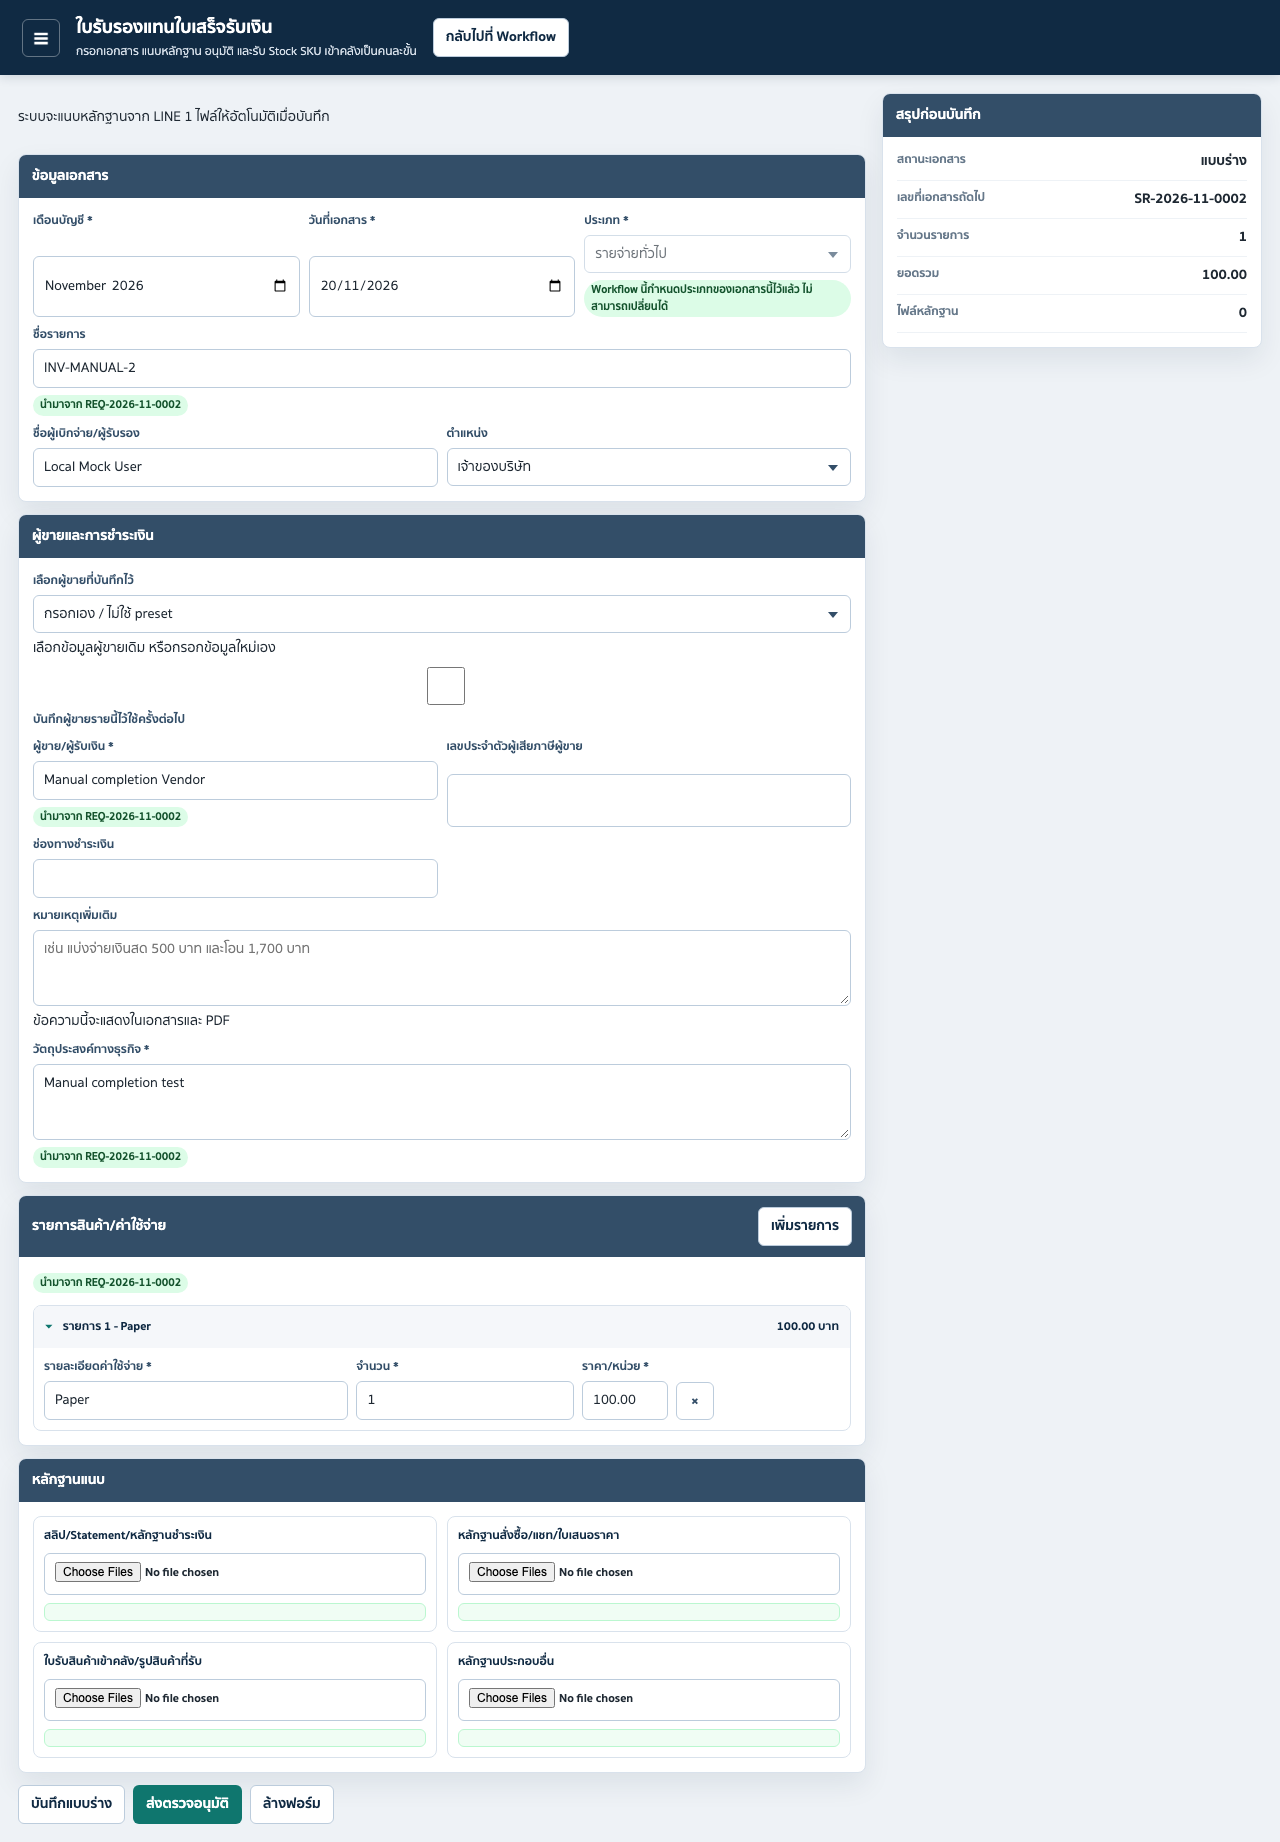 ใบรับรองแทนใบเสร็จรับเงิน
กรอกเอกสาร แนบหลักฐาน อนุมัติ และรับ Stock SKU เข้าคลังเป็นคนละขั้น
กลับไปที่ Workflow
ระบบจะแนบหลักฐานจาก LINE 1 ไฟล์ให้อัตโนมัติเมื่อบันทึก
ข้อมูลเอกสาร
เดือนบัญชี *
วันที่เอกสาร *
ประเภท *
November 2026
20/11/2026
รายจ่ายทั่วไป
Workflow นี้กำหนดประเภทของเอกสารนี้ไว้แล้ว ไม่
สามารถเปลี่ยนได้
ชื่อรายการ
INV-MANUAL-2
นำมาจาก REQ-2026-11-0002
ชื่อผู้เบิกจ่าย/ผู้รับรอง
ตำแหน่ง
Local Mock User
เจ้าของบริษัท
ผู้ขายและการชำระเงิน
เลือกผู้ขายที่บันทึกไว้
กรอกเอง / ไม่ใช้ preset
เลือกข้อมูลผู้ขายเดิม หรือกรอกข้อมูลใหม่เอง
บันทึกผู้ขายรายนี้ไว้ใช้ครั้งต่อไป
ผู้ขาย/ผู้รับเงิน *
เลขประจำตัวผู้เสียภาษีผู้ขาย
Manual completion Vendor
นำมาจาก REQ-2026-11-0002
ช่องทางชำระเงิน
หมายเหตุเพิ่มเติม
เช่น แบ่งจ่ายเงินสด 500 บาท และโอน 1,700 บาท
ข้อความนี้จะแสดงในเอกสารและ PDF
วัตถุประสงค์ทางธุรกิจ *
Manual completion test
นำมาจาก REQ-2026-11-0002
รายการสินค้า/ค่าใช้จ่าย
เพิ่มรายการ
นำมาจาก REQ-2026-11-0002
รายการ 1 - Paper
100.00 บาท
รายละเอียดค่าใช้จ่าย *
จำนวน *
ราคา/หน่วย *
Paper
1
100.00
×
หลักฐานแนบ
สลิป/Statement/หลักฐานชำระเงิน
หลักฐานสั่งซื้อ/แชท/ใบเสนอราคา
Choose Files No file chosen
Choose Files No file chosen
ใบรับสินค้าเข้าคลัง/รูปสินค้าที่รับ
หลักฐานประกอบอื่น
Choose Files No file chosen
Choose Files No file chosen
บันทึกแบบร่าง
ส่งตรวจอนุมัติ
ล้างฟอร์ม
สรุปก่อนบันทึก
สถานะเอกสาร
แบบร่าง
เลขที่เอกสารถัดไป
SR-2026-11-0002
จำนวนรายการ
1
ยอดรวม
100.00
ไฟล์หลักฐาน
0